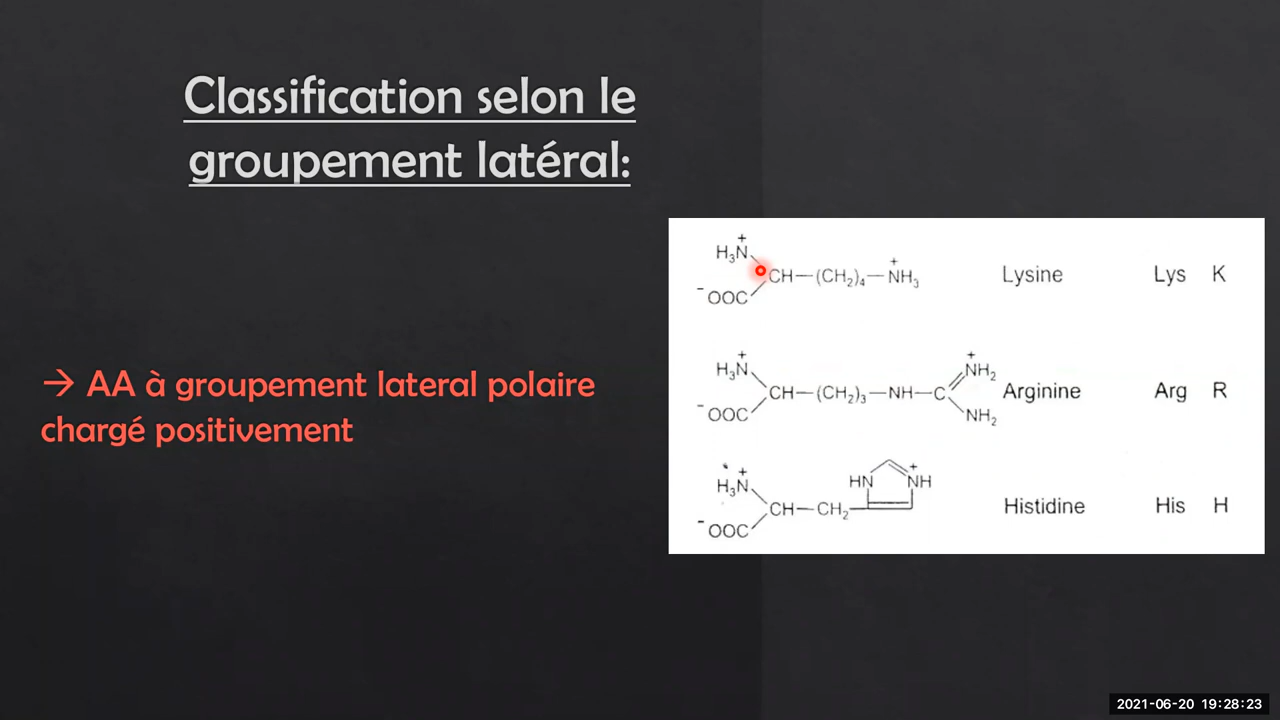 Classification selon le
groupement latéral:
→ AA à groupement lateral polaire
chargé positivement
+
H₃N
+
CH—(CH₂)₄—NH₃
Lysine Lys K
⁻OOC
+
H₃N
+
NH₂
CH—(CH₂)₃—NH—C
Arginine Arg R
⁻OOC
NH₂
+
H₃N
HN
+
NH
CH—CH₂
Histidine His H
⁻OOC
2021-06-20 19:28:23